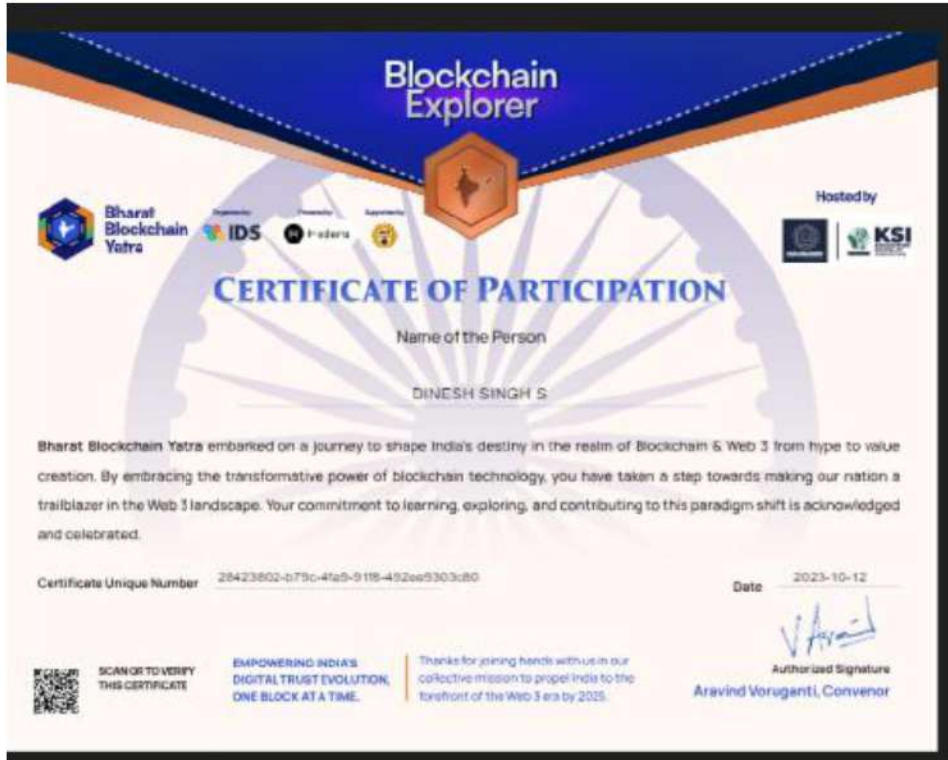 Blockchain
Explorer
Hosted by
Bharat
Blockchain
Yatra
IDS
Hedera
KSI
CERTIFICATE OF PARTICIPATION
Name of the Person
DINESH SINGH S
Bharat Blockchain Yatra embarked on a journey to shape India's destiny in the realm of Blockchain & Web 3 from hype to value
creation. By embracing the transformative power of blockchain technology, you have taken a step towards making our nation a
trailblazer in the Web 3 landscape. Your commitment to learning, exploring, and contributing to this paradigm shift is acknowledged
and celebrated.
Certificate Unique Number
Date 2023-10-12
SCAN QR TO VERIFY
THIS CERTIFICATE
EMPOWERING INDIA'S
DIGITAL TRUST EVOLUTION,
ONE BLOCK AT A TIME.
Thanks for joining hands with us in our
collective mission to propel India to the
forefront of the Web 3 era by 2025.
Authorized Signature
Aravind Voruganti, Convenor